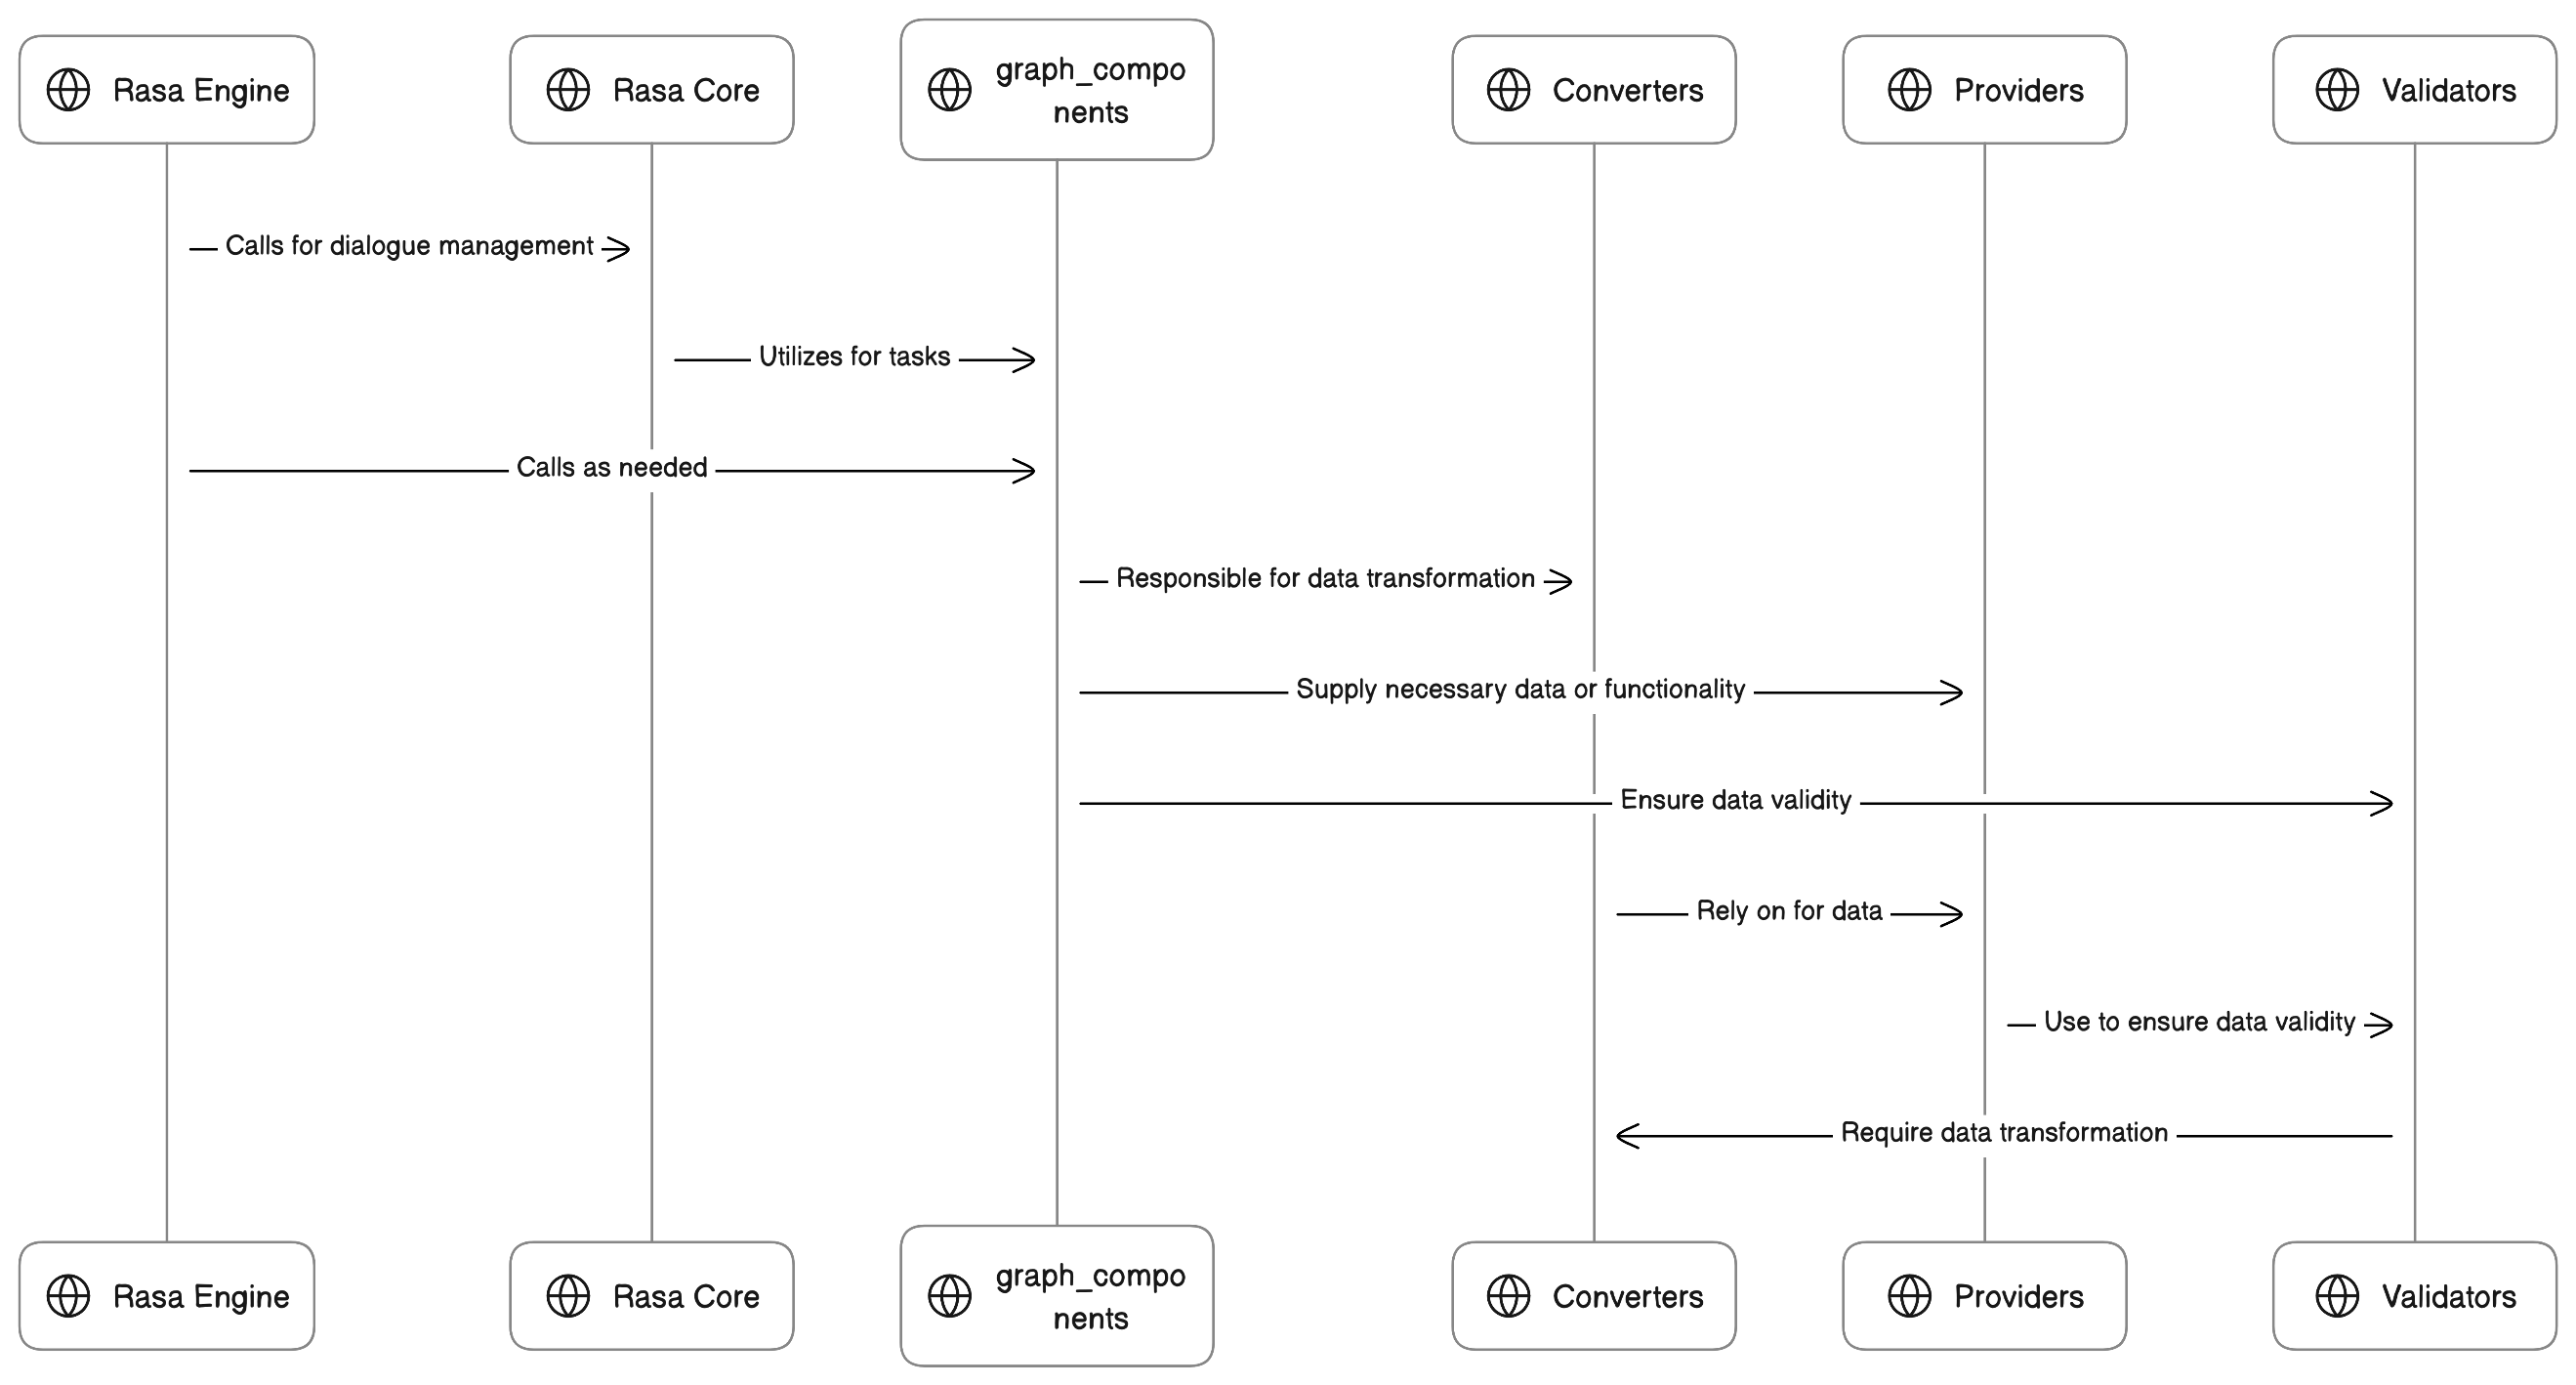 Rasa Engine
Rasa Core
graph_compo
nents
Converters
Providers
Validators
Calls for dialogue management
Utilizes for tasks
Calls as needed
Responsible for data transformation
Supply necessary data or functionality
Ensure data validity
Rely on for data
Use to ensure data validity
Require data transformation
Rasa Engine
Rasa Core
graph_compo
nents
Converters
Providers
Validators